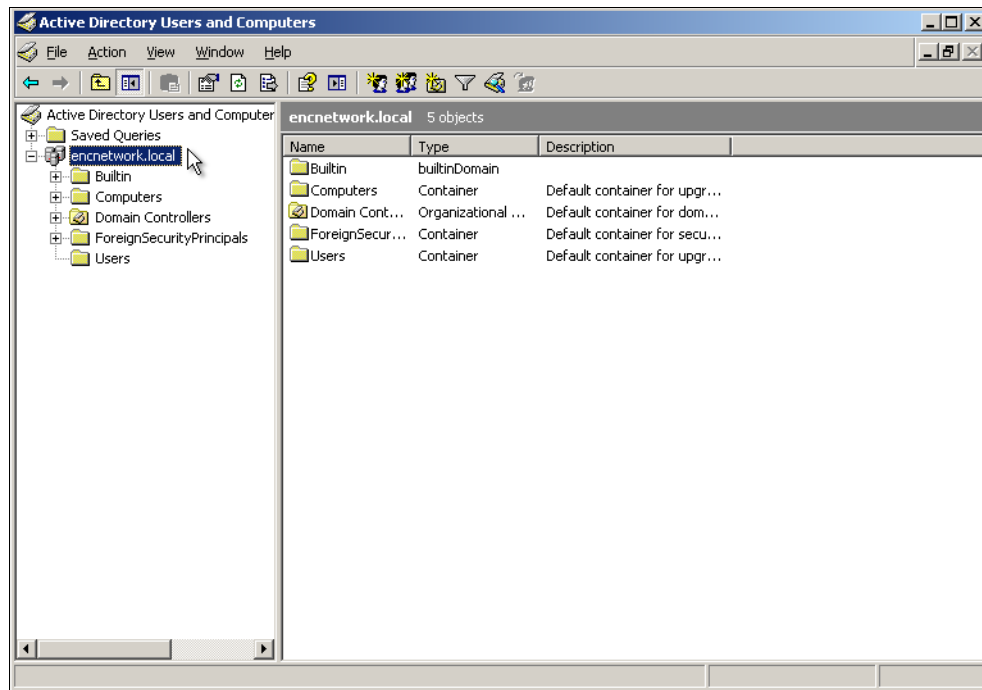 Active Directory Users and Computers
File Action View Window Help
Active Directory Users and Computer
Saved Queries
encnetwork.local
Builtin
Computers
Domain Controllers
ForeignSecurityPrincipals
Users
encnetwork.local 5 objects
Name Type Description
Builtin builtinDomain
Computers Container Default container for upgr...
Domain Cont... Organizational ... Default container for dom...
ForeignSecur... Container Default container for secu...
Users Container Default container for upgr...